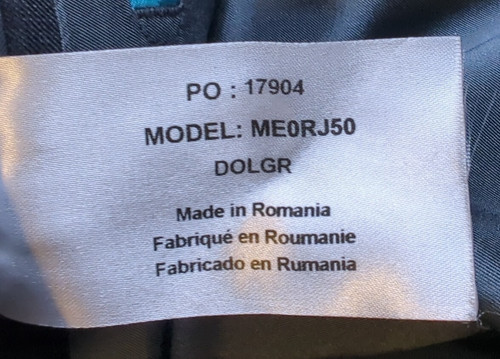 PO : 17904
MODEL: ME0RJ50
DOLGR
Made in Romania
Fabriqué en Roumanie
Fabricado en Rumania